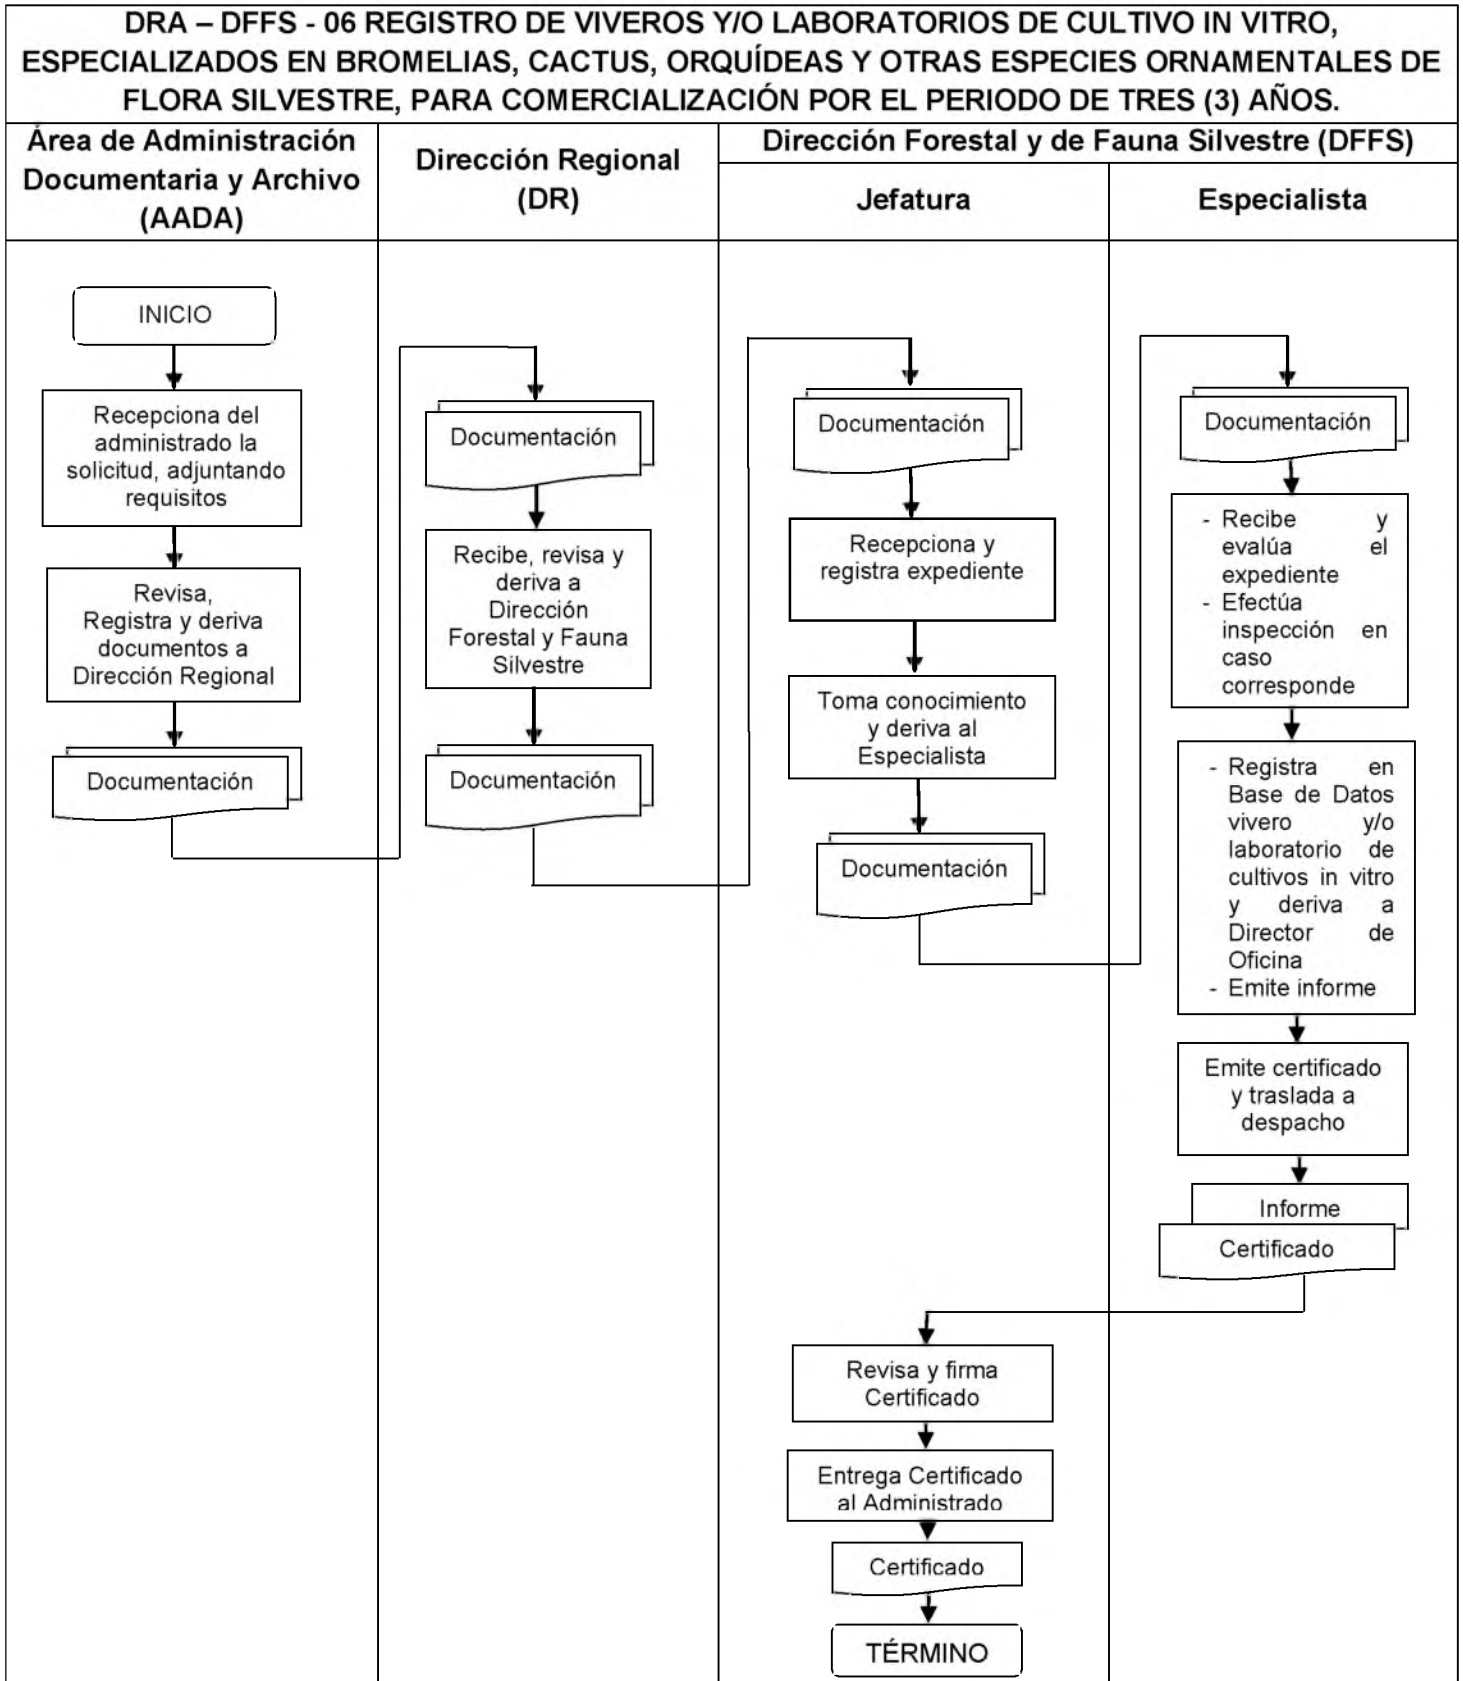 DRA – DFFS - 06 REGISTRO DE VIVEROS Y/O LABORATORIOS DE CULTIVO IN VITRO,
ESPECIALIZADOS EN BROMELIAS, CACTUS, ORQUÍDEAS Y OTRAS ESPECIES ORNAMENTALES DE
FLORA SILVESTRE, PARA COMERCIALIZACIÓN POR EL PERIODO DE TRES (3) AÑOS.
Área de Administración
Documentaria y Archivo
(AADA)
Dirección Regional
(DR)
Dirección Forestal y de Fauna Silvestre (DFFS)
Jefatura
Especialista
INICIO
Recepciona del
administrado la
solicitud, adjuntando
requisitos
Revisa,
Registra y deriva
documentos a
Dirección Regional
Documentación
Documentación
Recibe, revisa y
deriva a
Dirección
Forestal y Fauna
Silvestre
Documentación
Documentación
Recepciona y
registra expediente
Toma conocimiento
y deriva al
Especialista
Documentación
Documentación
- Recibe y
evalúa el
expediente
- Efectúa
inspección en
caso
corresponde
- Registra en
Base de Datos
vivero y/o
laboratorio de
cultivos in vitro
y deriva a
Director de
Oficina
- Emite informe
Emite certificado
y traslada a
despacho
Informe
Certificado
Revisa y firma
Certificado
Entrega Certificado
al Administrado
Certificado
TÉRMINO